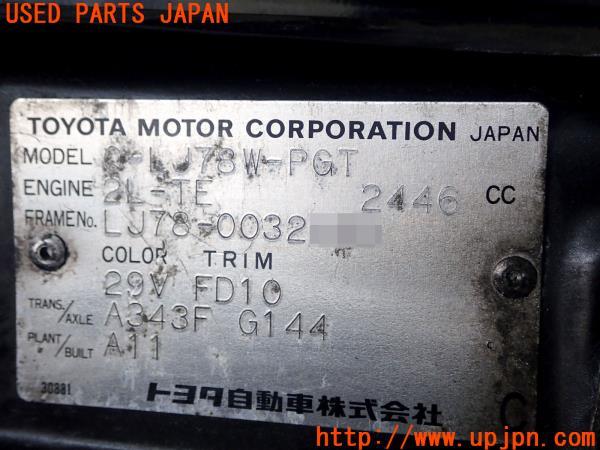 USED PARTS JAPAN
TOYOTA MOTOR CORPORATION JAPAN
MODEL LJ78W-PGT
ENGINE 2L-TE 2446 CC
FRAME No. LJ78-0032
COLOR TRIM
29V FD10
TRANS./AXLE A343F G144
PLANT/BUILT A11
30881
トヨタ自動車株式会社 C
http://www.upjpn.com